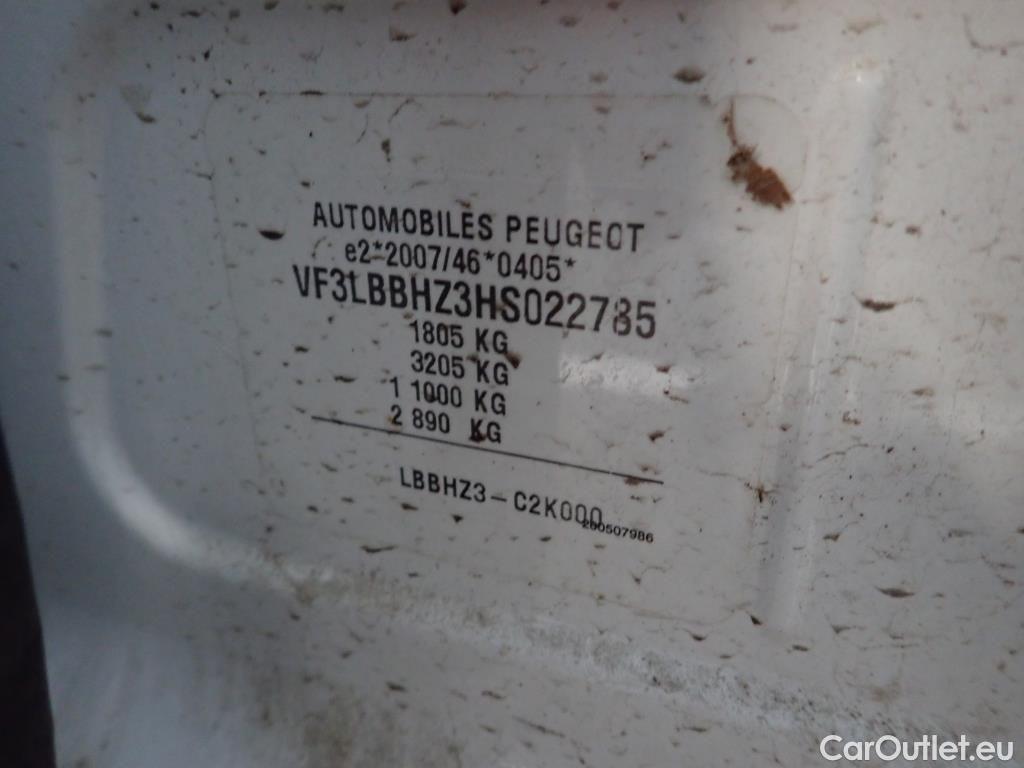 AUTOMOBILES PEUGEOT
e2*2007/46*0405*
VF3LBBHZ3HS022785
1805 KG
3205 KG
1 1000 KG
2 890 KG
LBBHZ3-C2K000
200507986
CarOutlet.eu